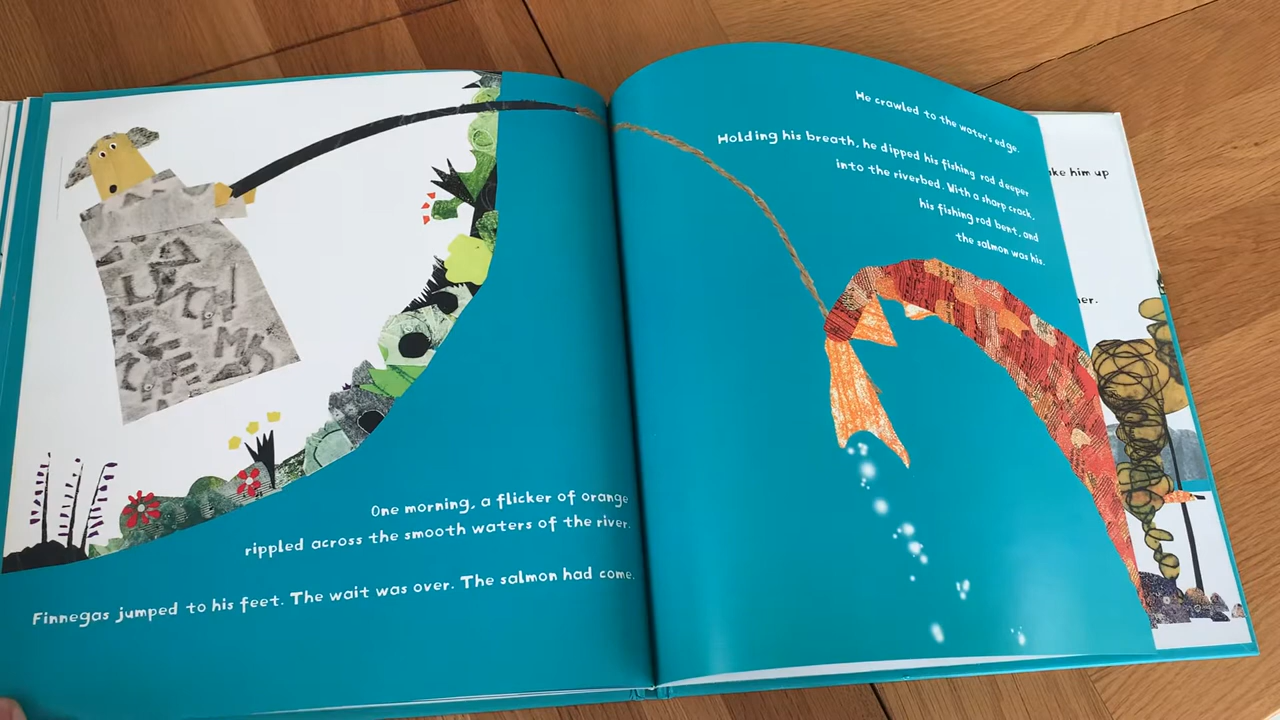 One morning, a flicker of orange
rippled across the smooth waters of the river.
Finnegas jumped to his feet. The wait was over. The salmon had come.
He crawled to the water's edge.
Holding his breath, he dipped his fishing rod deeper
into the riverbed. With a sharp crack,
his fishing rod bent, and
the salmon was his.
him up